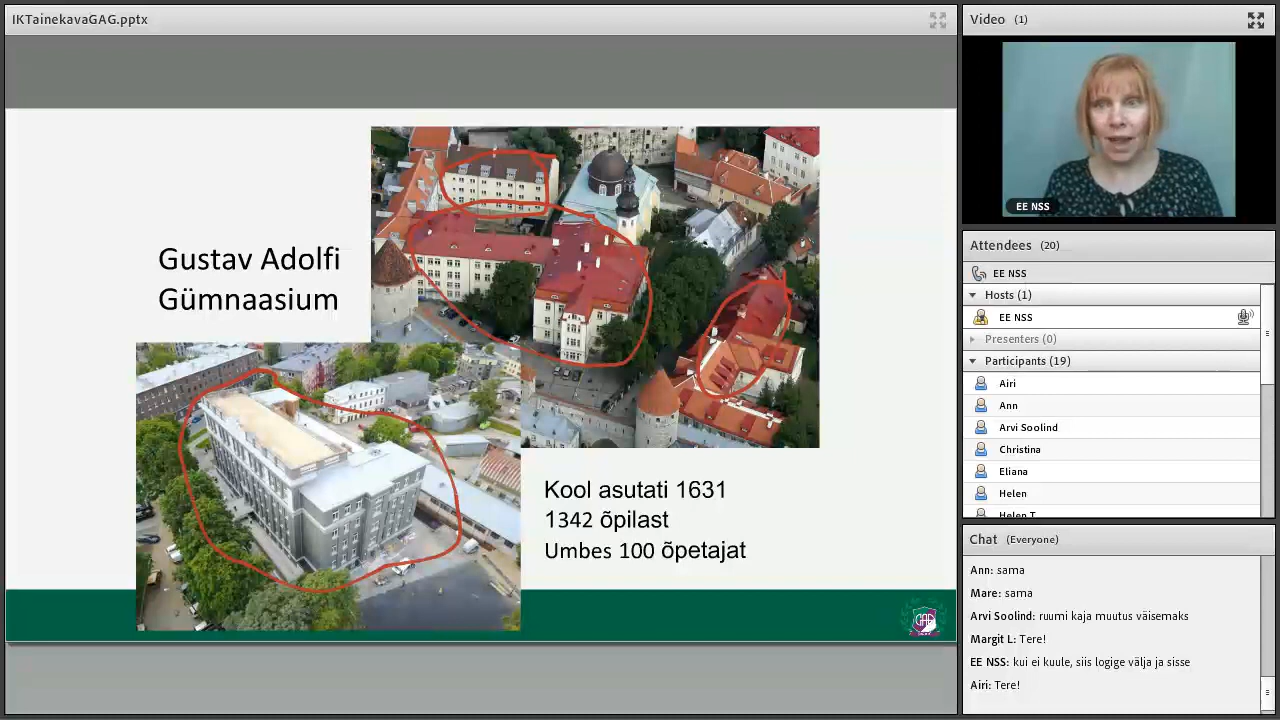 IKTainekavaGAG.pptx
Gustav Adolfi
Gümnaasium
Kool asutati 1631
1342 õpilast
Umbes 100 õpetajat
GAG
Video (1)
EE NSS
Attendees (20)
EE NSS
Hosts (1)
EE NSS
Presenters (0)
Participants (19)
Airi
Ann
Arvi Soolind
Christina
Eliana
Helen
Helen T
Chat (Everyone)
Ann: sama
Mare: sama
Arvi Soolind: ruumi kaja muutus väisemaks
Margit L: Tere!
EE NSS: kui ei kuule, siis logige välja ja sisse
Airi: Tere!